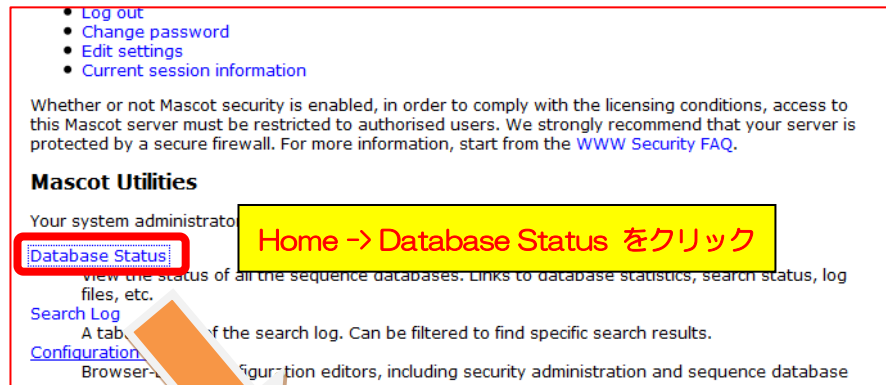 Log out
Change password
Edit settings
Current session information
Whether or not Mascot security is enabled, in order to comply with the licensing conditions, access to
this Mascot server must be restricted to authorised users. We strongly recommend that your server is
protected by a secure firewall. For more information, start from the WWW Security FAQ.
Mascot Utilities
Your system administrator
Home -> Database Status をクリック
Database Status
View the status of all the sequence databases. Links to database statistics, search status, log
files, etc.
Search Log
A of the search log. Can be filtered to find specific search results.
Configuration
editors, including security administration and sequence database